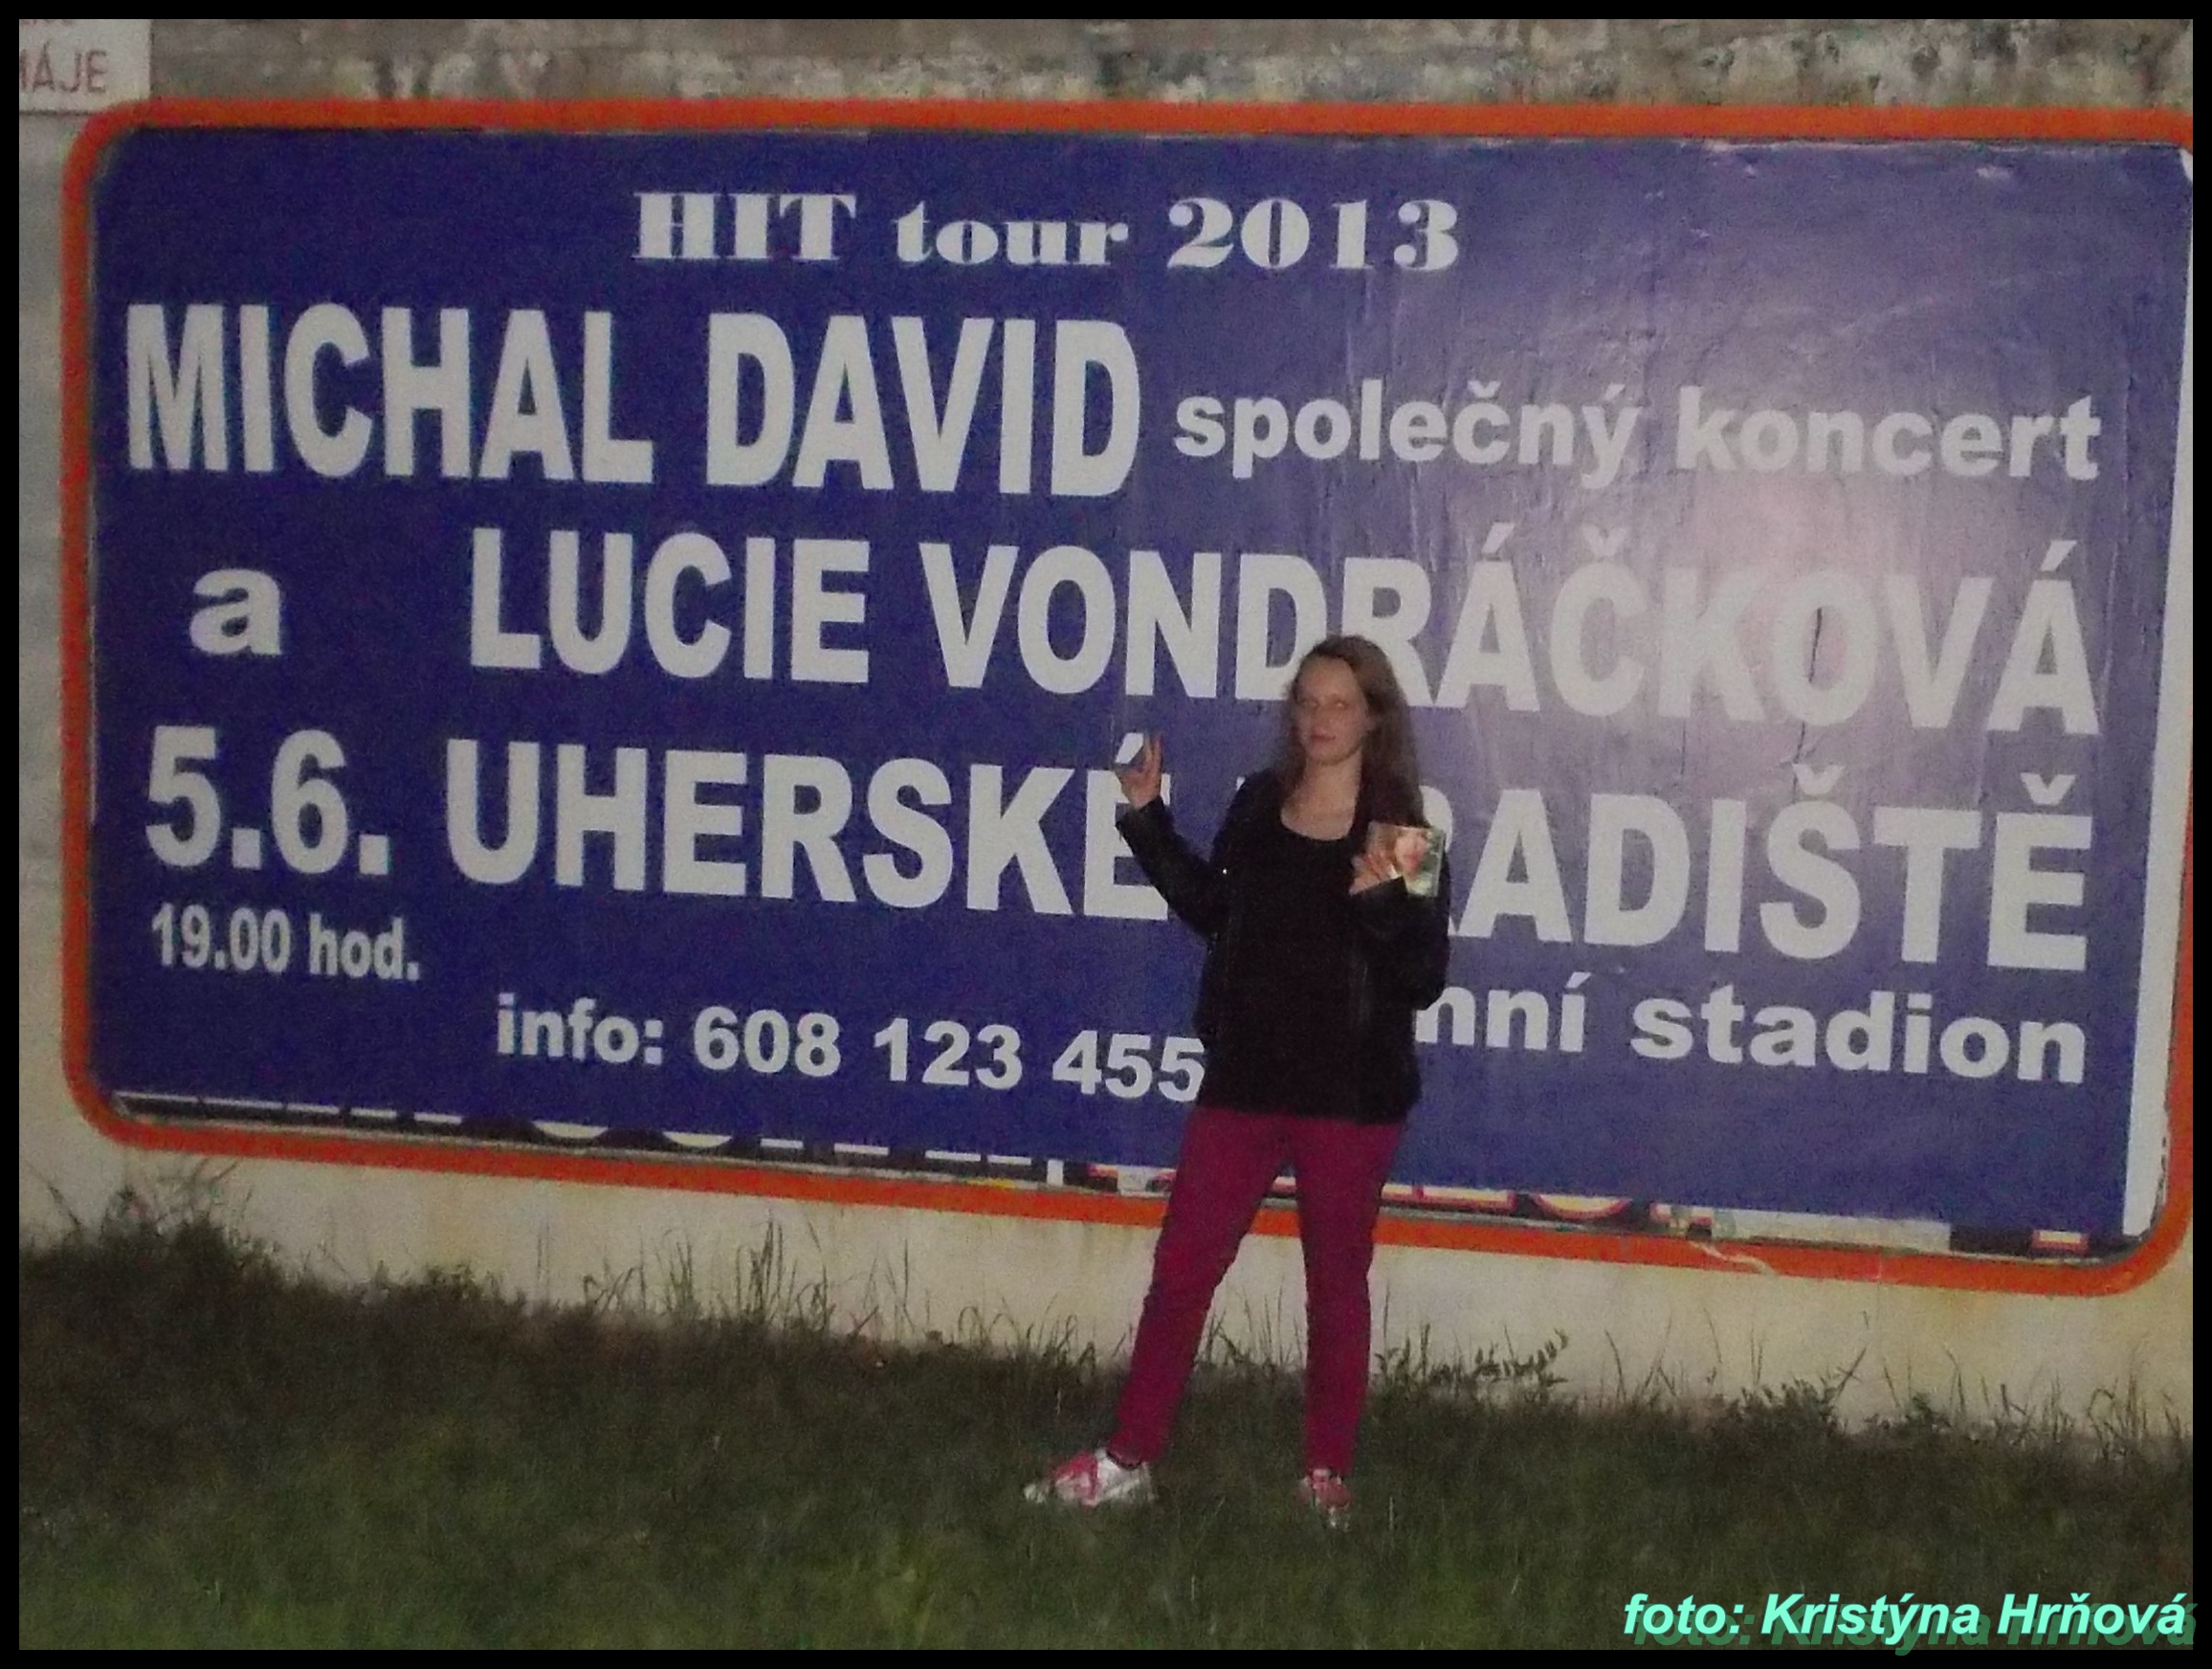 ÁJE
HIT tour 2013
MICHAL DAVID společný koncert
a LUCIE VONDRÁČKOVÁ
5.6. UHERSKÉ RADIŠTĚ
19.00 hod.
info: 608 123 455 nní stadion
foto: Kristýna Hrňová